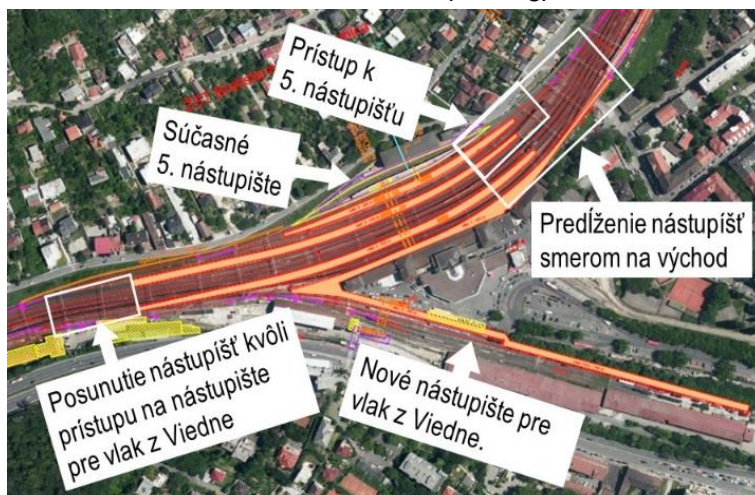 Prístup k
5. nástupišťu
Súčasné
5. nástupište
Predĺženie nástupíšť
smerom na východ
Posunutie nástupíšť kvôli
prístupu na nástupište
pre vlak z Viedne
Nové nástupište pre
vlak z Viedne.